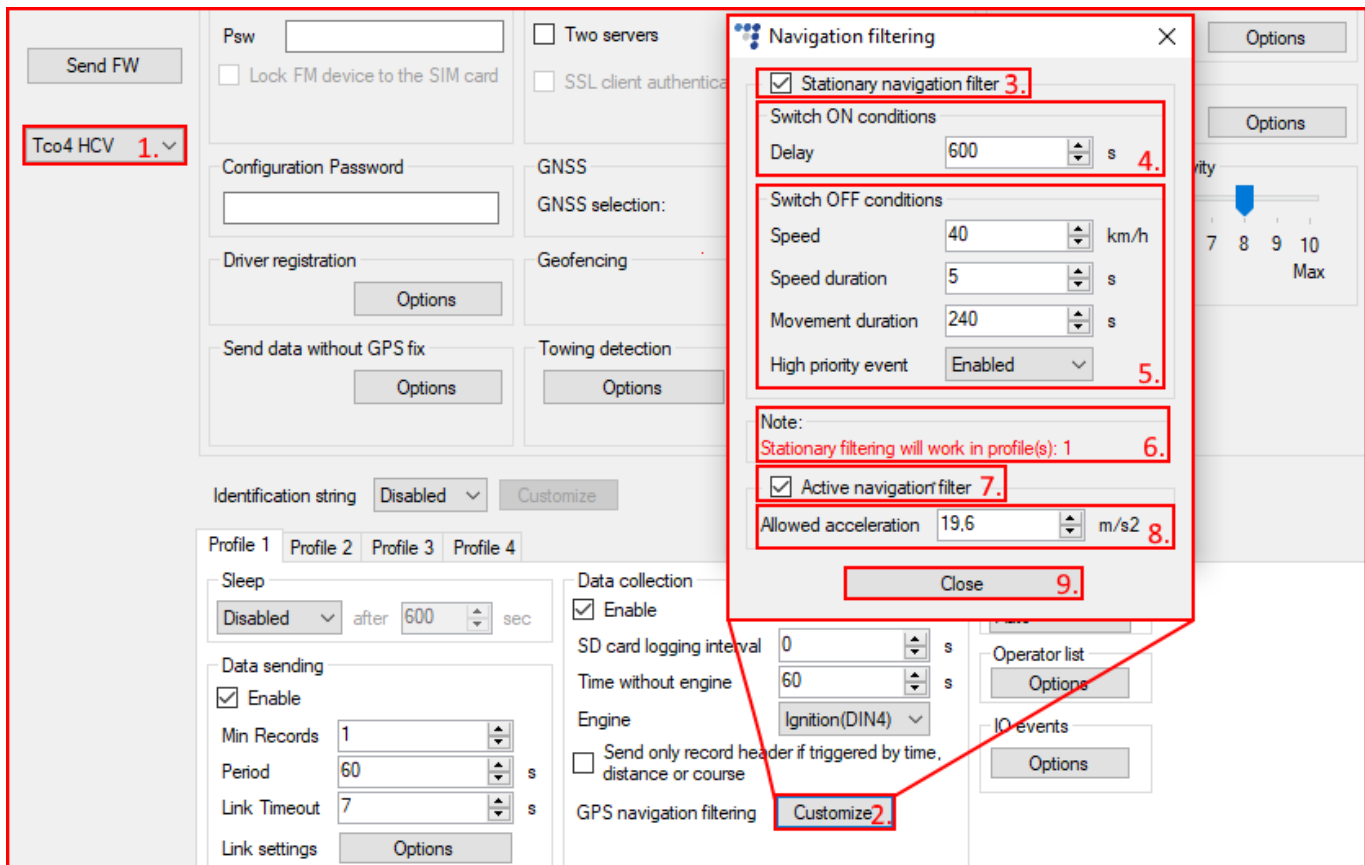 Send FW
Tco4 HCV 1.
Psw
Lock FM device to the SIM card
Two servers
SSL client authentica
Configuration Password
GNSS
GNSS selection:
Driver registration
Options
Geofencing
Send data without GPS fix
Options
Towing detection
Options
Navigation filtering
Stationary navigation filter 3.
Switch ON conditions
Delay 600 s 4.
Switch OFF conditions
Speed 40 km/h
Speed duration 5 s
Movement duration 240 s
High priority event Enabled 5.
Note:
Stationary filtering will work in profile(s): 1 6.
Active navigation filter 7.
Allowed acceleration 19,6 m/s2 8.
Close 9.
Options
Options
vity
7 8 9 10
Max
Identification string Disabled Customize
Profile 1 Profile 2 Profile 3 Profile 4
Sleep
Disabled after 600 sec
Data sending
Enable
Min Records 1
Period 60 s
Link Timeout 7 s
Link settings Options
Data collection
Enable
SD card logging interval 0 s
Time without engine 60 s
Engine Ignition(DIN4)
Send only record header if triggered by time,
distance or course
GPS navigation filtering Customize 2.
Operator list
Options
IO events
Options